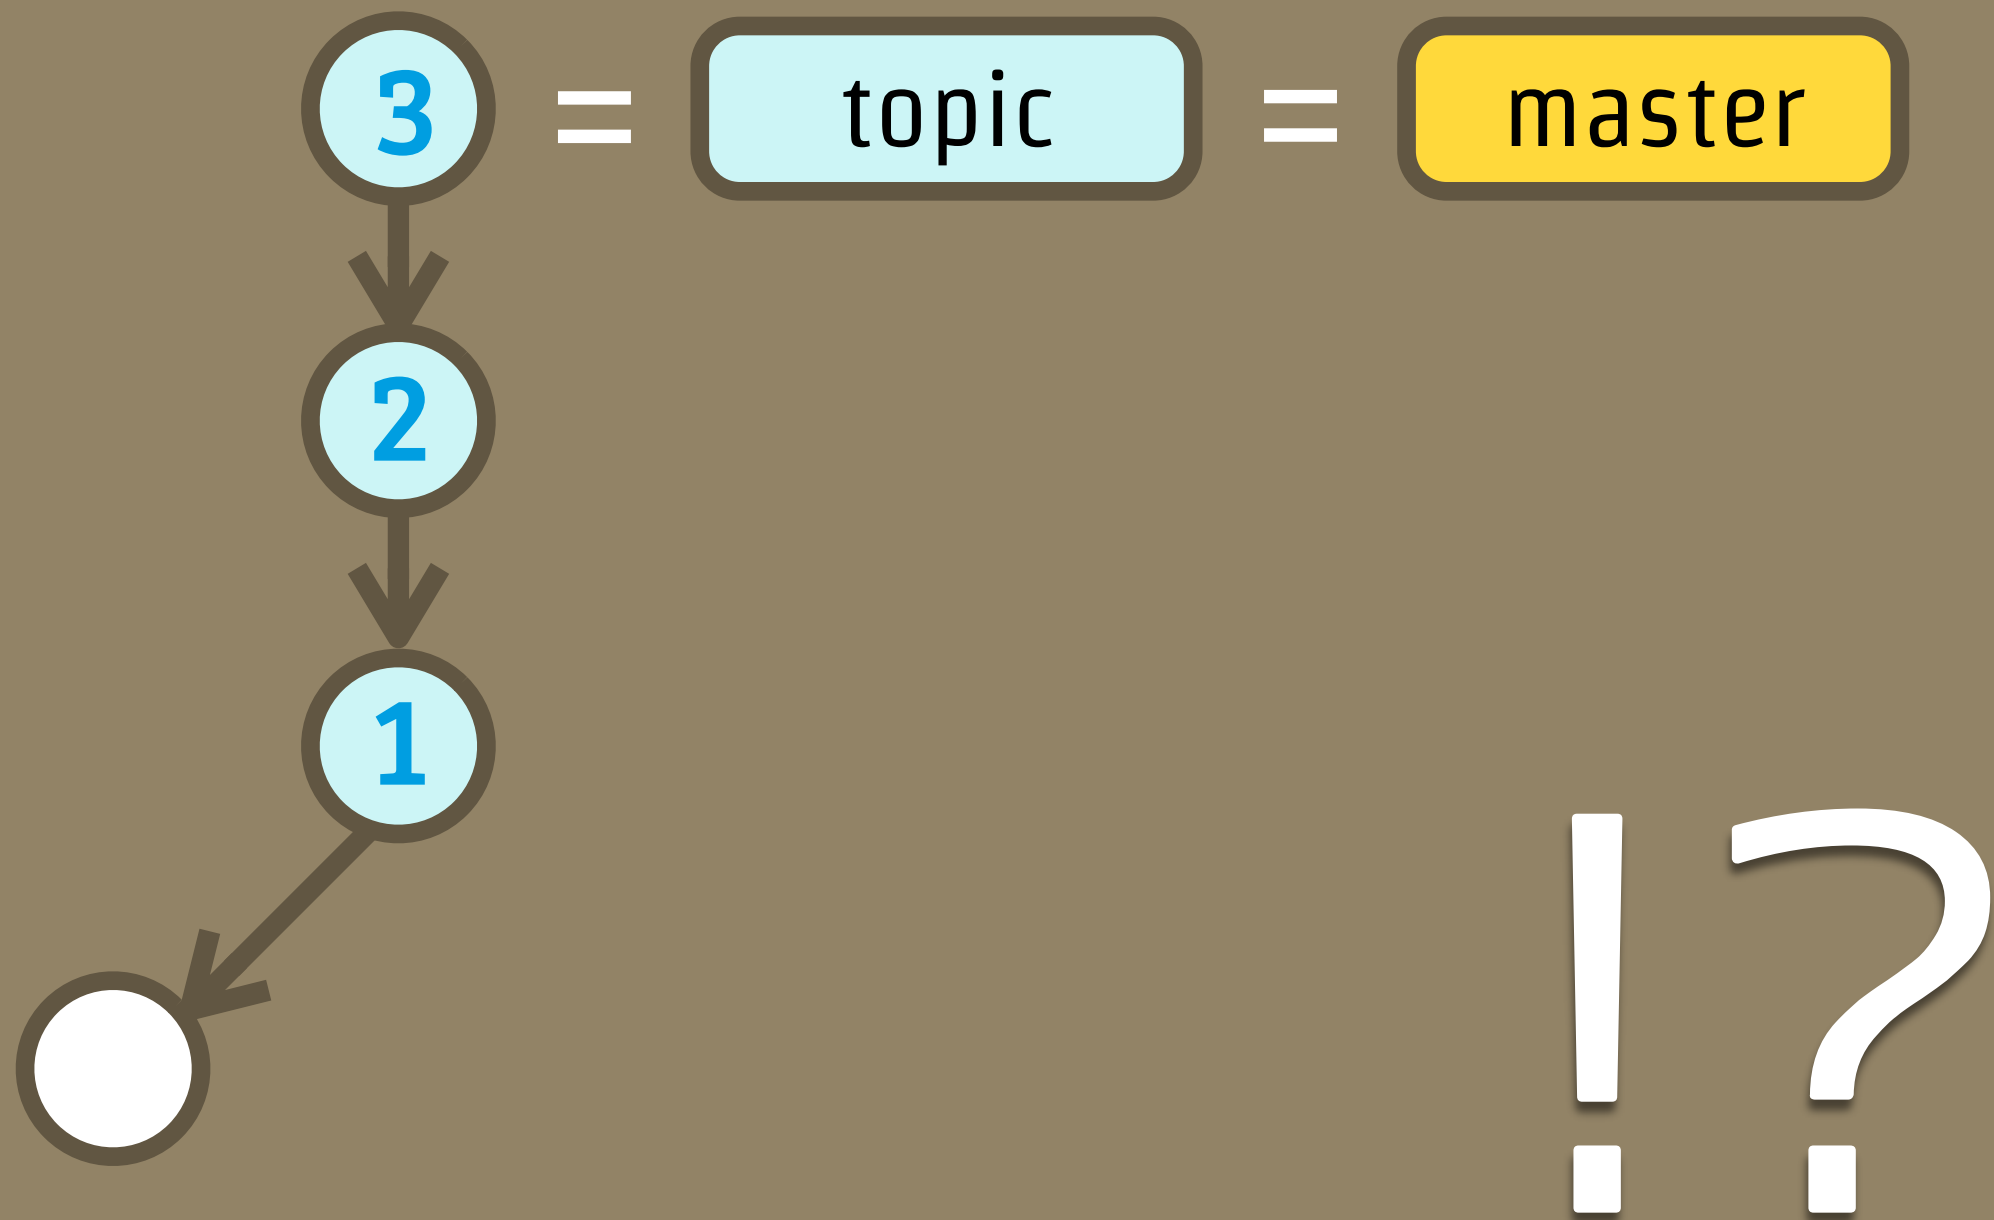 3 = topic = master
2
1
!?